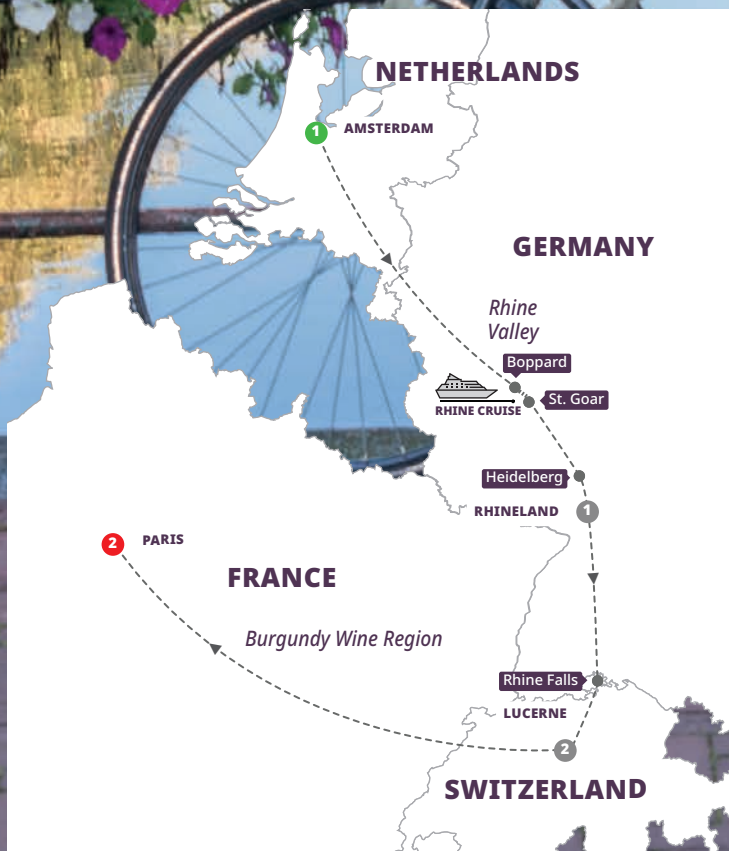 NETHERLANDS
1
AMSTERDAM
GERMANY
Rhine
Valley
Boppard
St. Goar
RHINE CRUISE
Heidelberg
RHINELAND
1
2
PARIS
FRANCE
Burgundy Wine Region
Rhine Falls
LUCERNE
2
SWITZERLAND